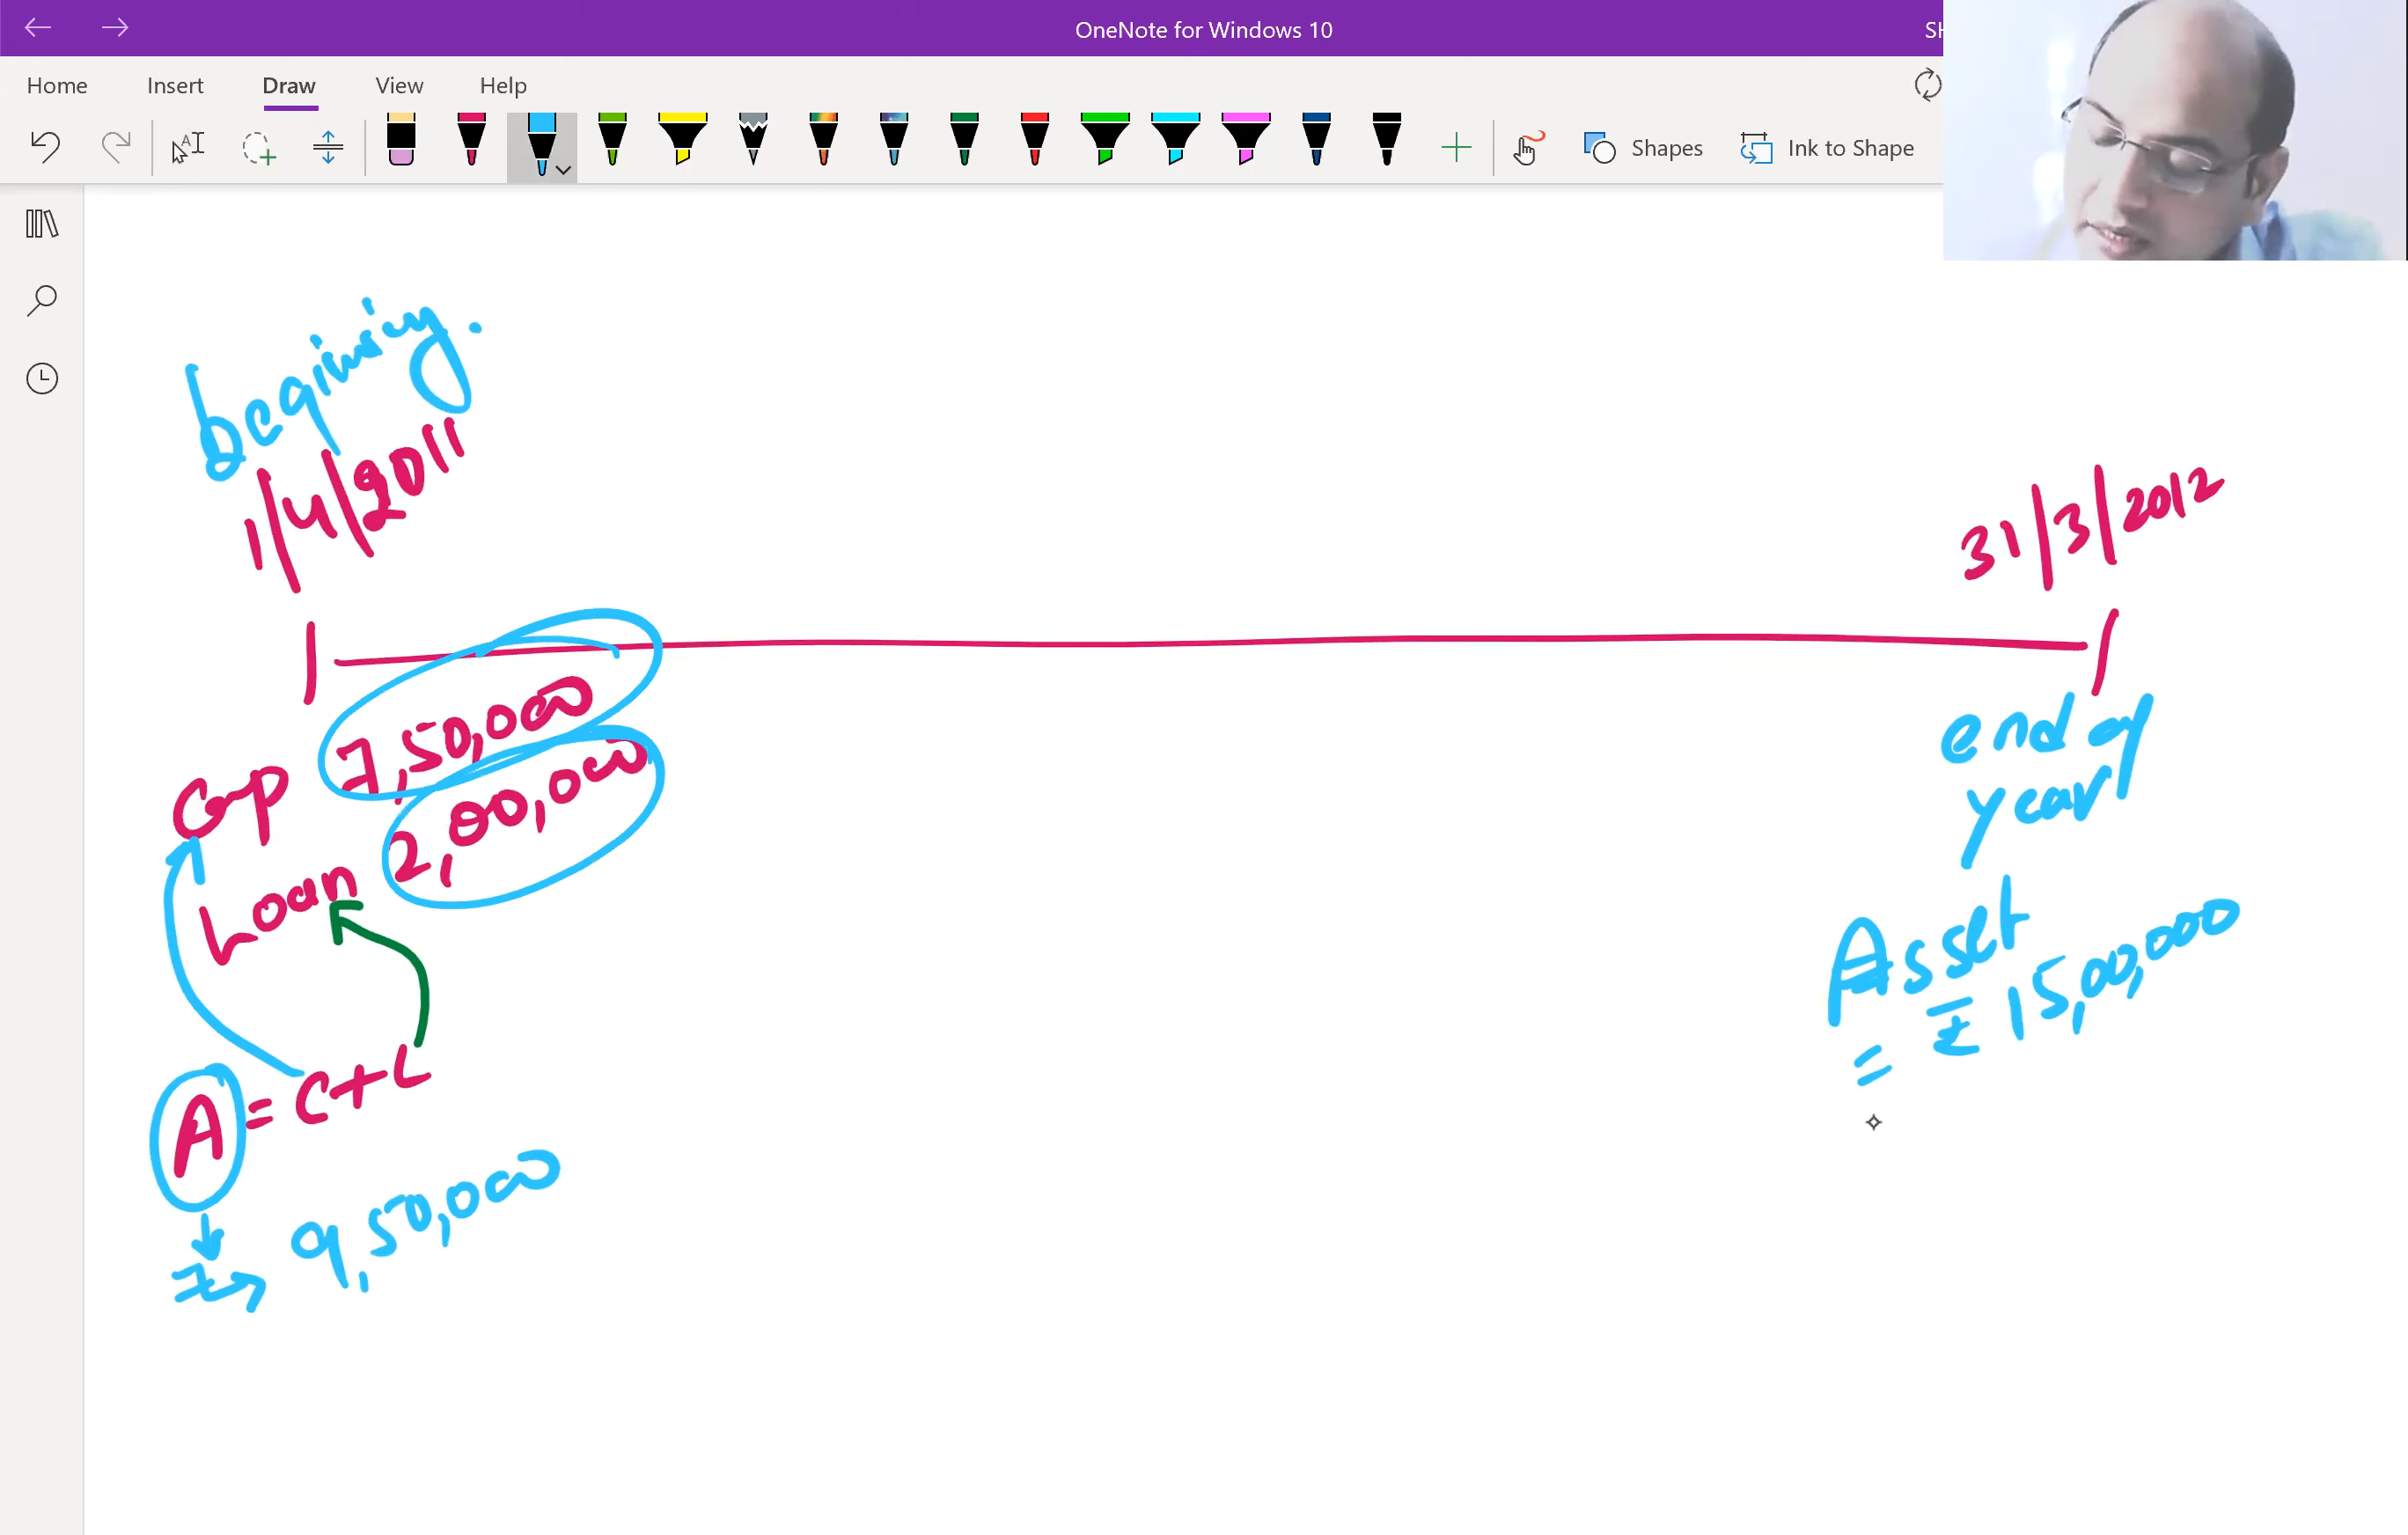 OneNote for Windows 10
SH
Home Insert Draw View Help
Shapes Ink to Shape
begining.
1/4/2011
31/3/2012
Cap 7,50,000
Loan 2,00,000
A = C + L
₹ → 9,50,000
end of
year
Asset
= ₹ 15,00,000